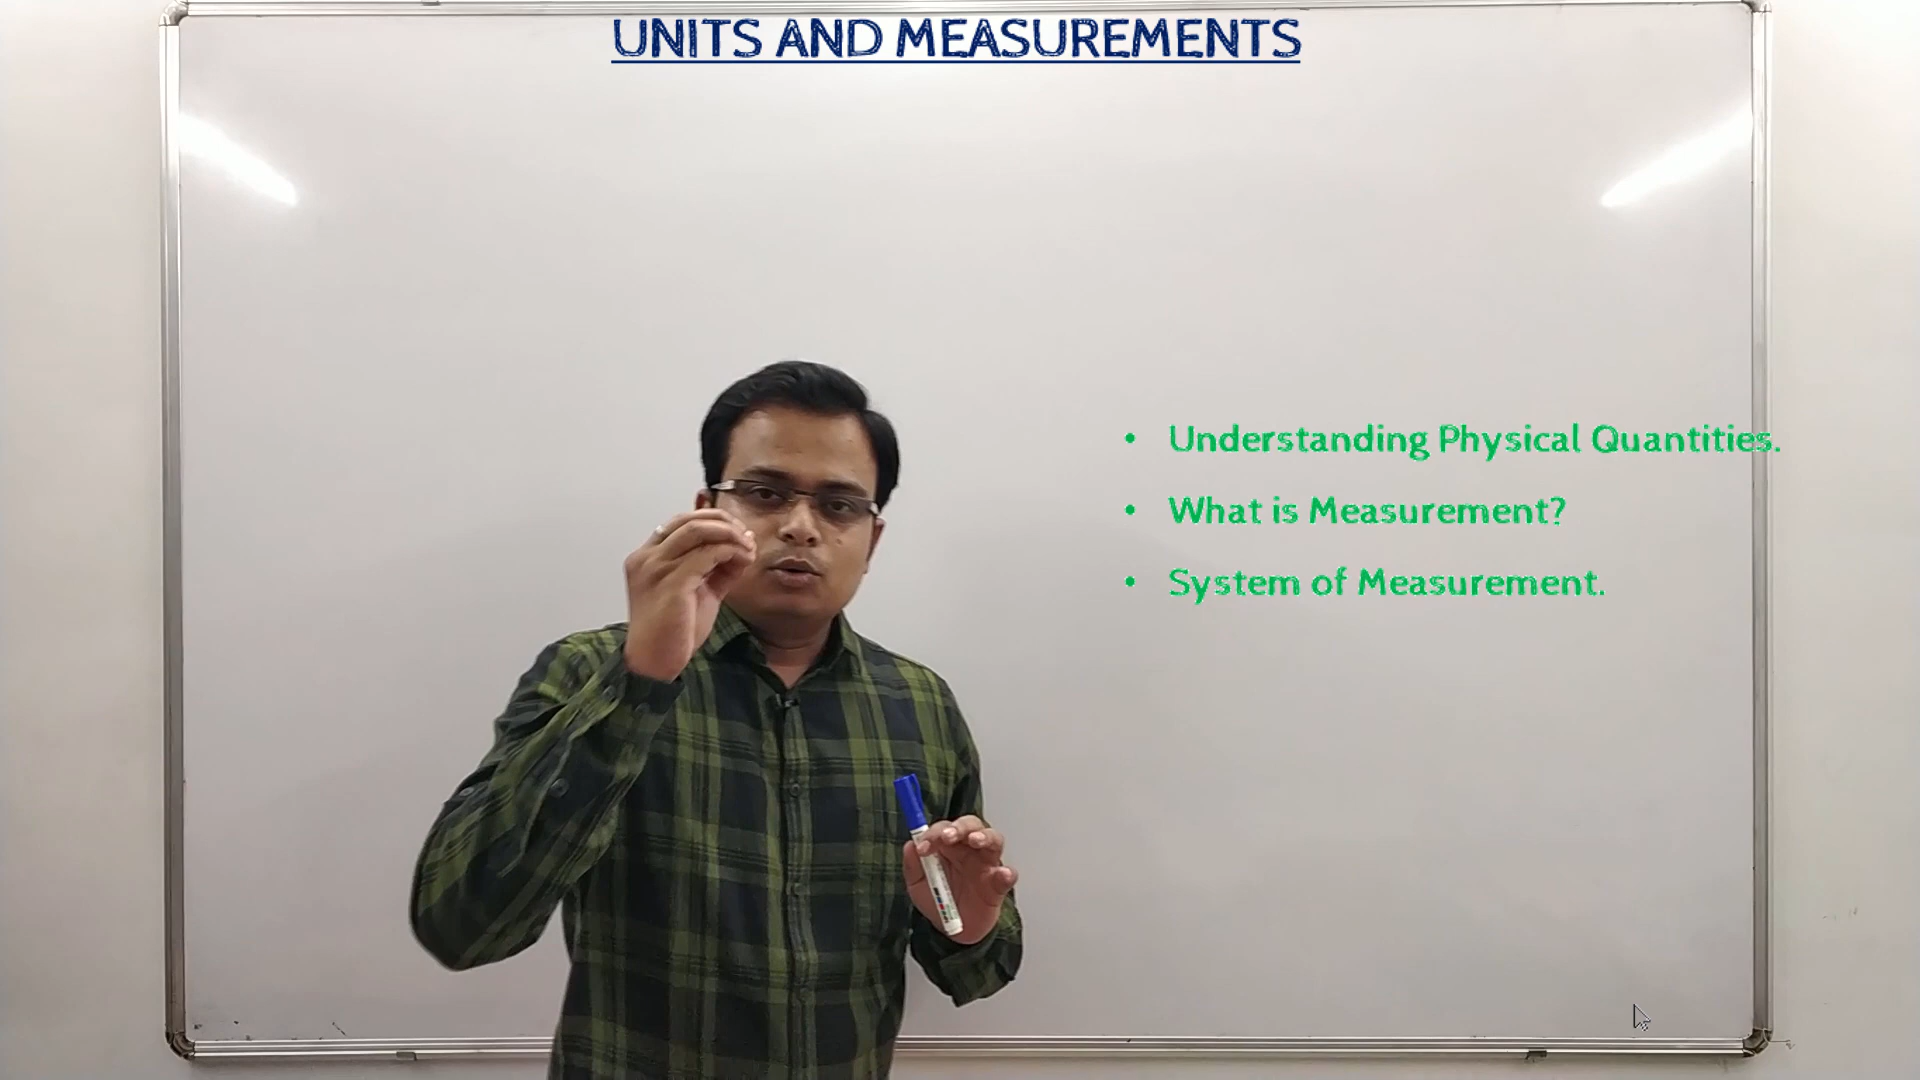 UNITS AND MEASUREMENTS
• Understanding Physical Quantities.
• What is Measurement?
• System of Measurement.